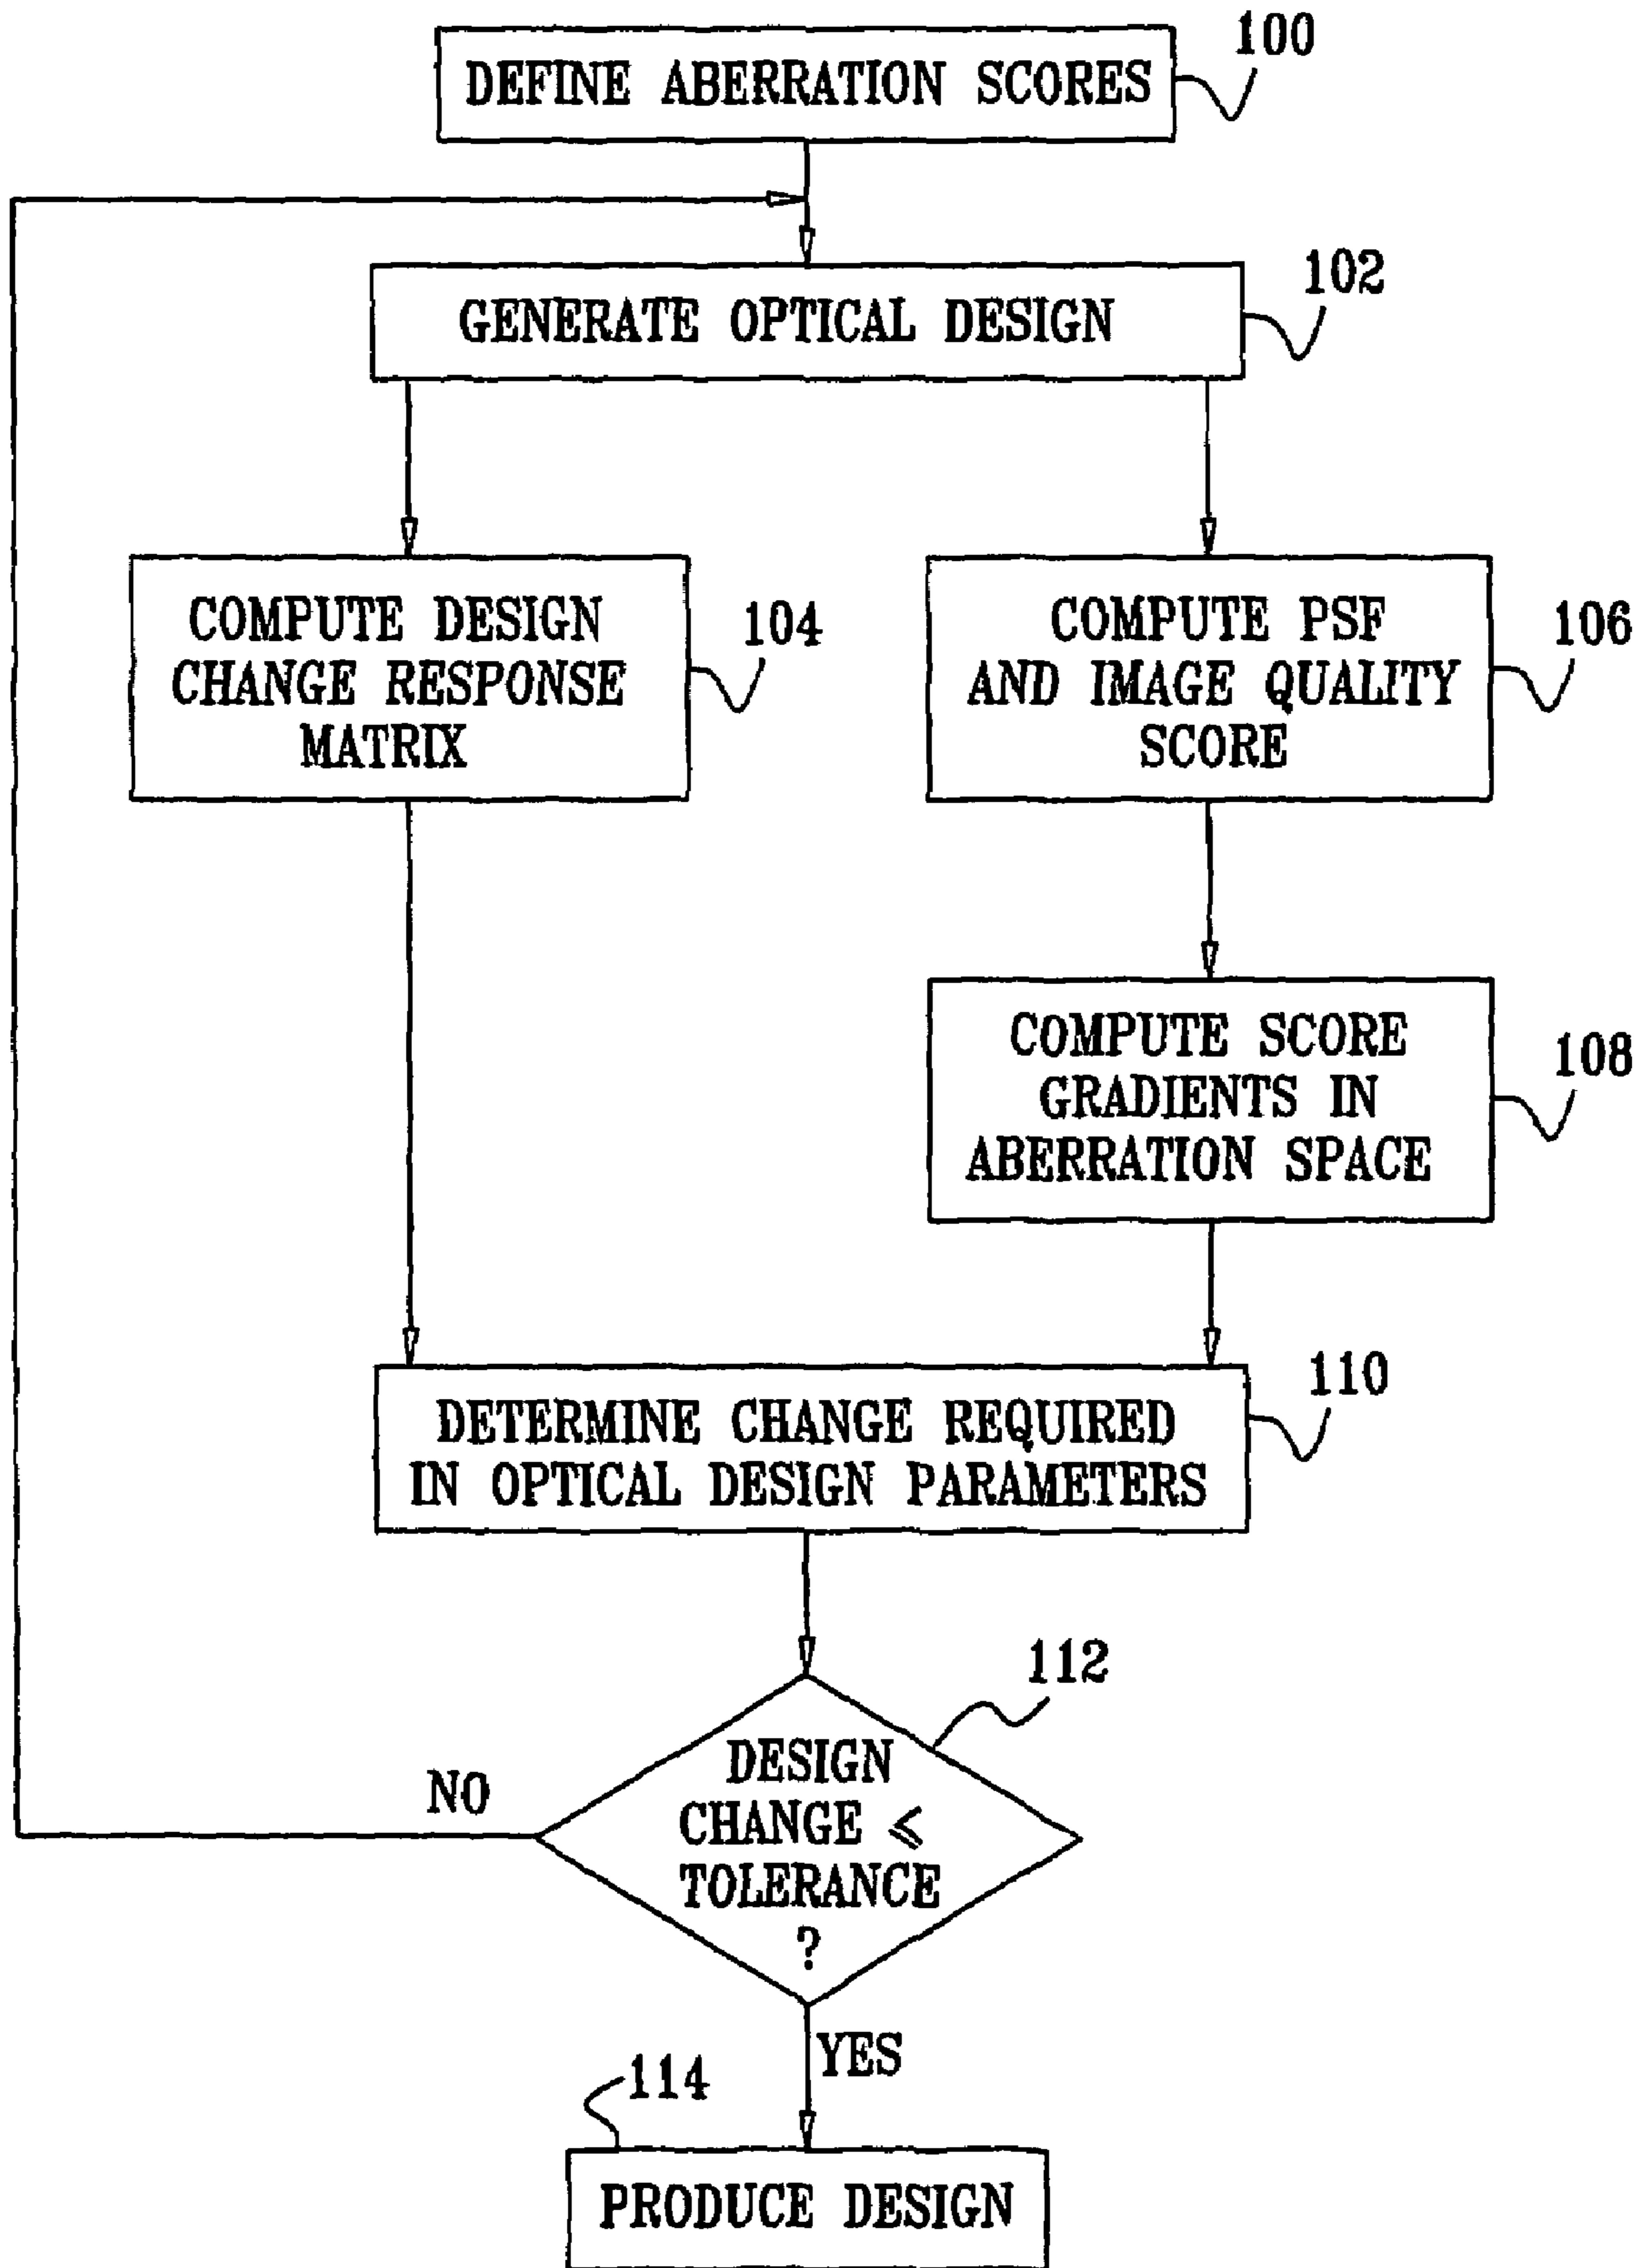 100
DEFINE ABERRATION SCORES
102
GENERATE OPTICAL DESIGN
COMPUTE DESIGN
CHANGE RESPONSE
MATRIX
104
COMPUTE PSF
AND IMAGE QUALITY
SCORE
106
COMPUTE SCORE
GRADIENTS IN
ABERRATION SPACE
108
110
DETERMINE CHANGE REQUIRED
IN OPTICAL DESIGN PARAMETERS
112
DESIGN
CHANGE ⩽
TOLERANCE
?
NO
YES
114
PRODUCE DESIGN